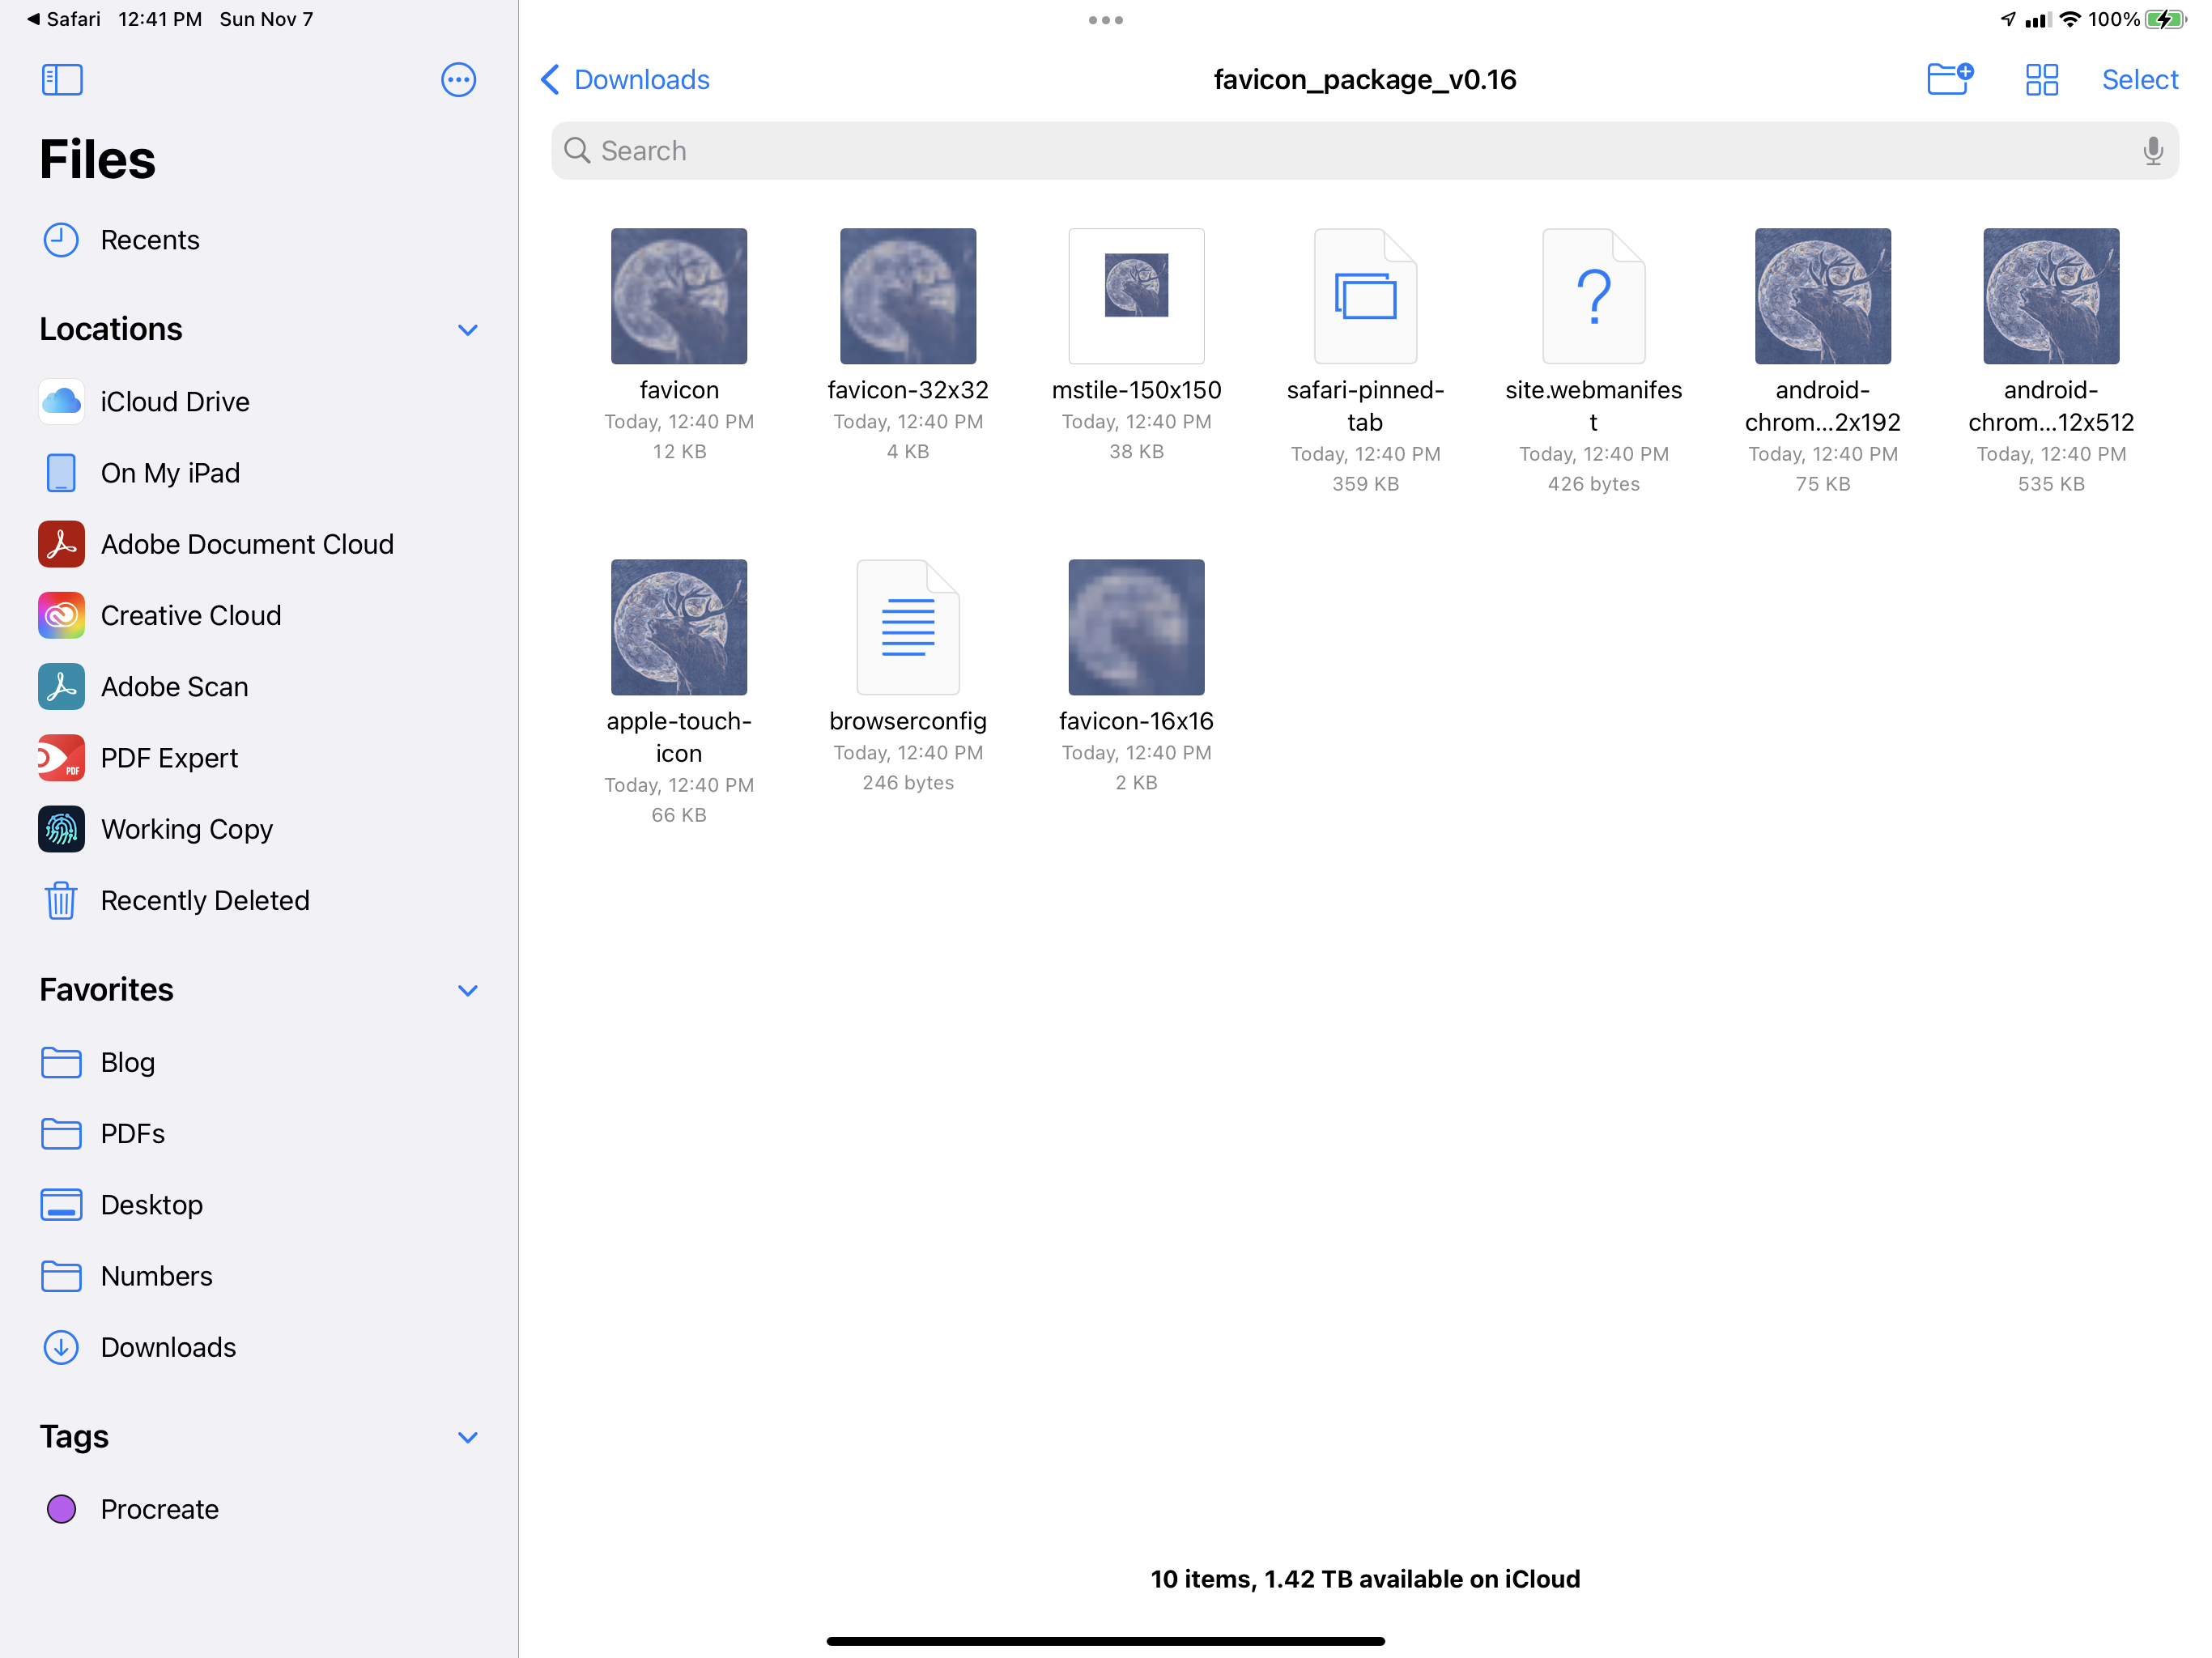 Safari 12:41 PM Sun Nov 7
100%
Files
Recents
Locations
iCloud Drive
On My iPad
Adobe Document Cloud
Creative Cloud
Adobe Scan
PDF
PDF Expert
Working Copy
Recently Deleted
Favorites
Blog
PDFs
Desktop
Numbers
Downloads
Tags
Procreate
Downloads
favicon_package_v0.16
Select
Search
favicon
Today, 12:40 PM
12 KB
favicon-32x32
Today, 12:40 PM
4 KB
mstile-150x150
Today, 12:40 PM
38 KB
safari-pinned-
tab
Today, 12:40 PM
359 KB
?
site.webmanifes
t
Today, 12:40 PM
426 bytes
android-
chrom...2x192
Today, 12:40 PM
75 KB
android-
chrom...12x512
Today, 12:40 PM
535 KB
apple-touch-
icon
Today, 12:40 PM
66 KB
browserconfig
Today, 12:40 PM
246 bytes
favicon-16x16
Today, 12:40 PM
2 KB
10 items, 1.42 TB available on iCloud